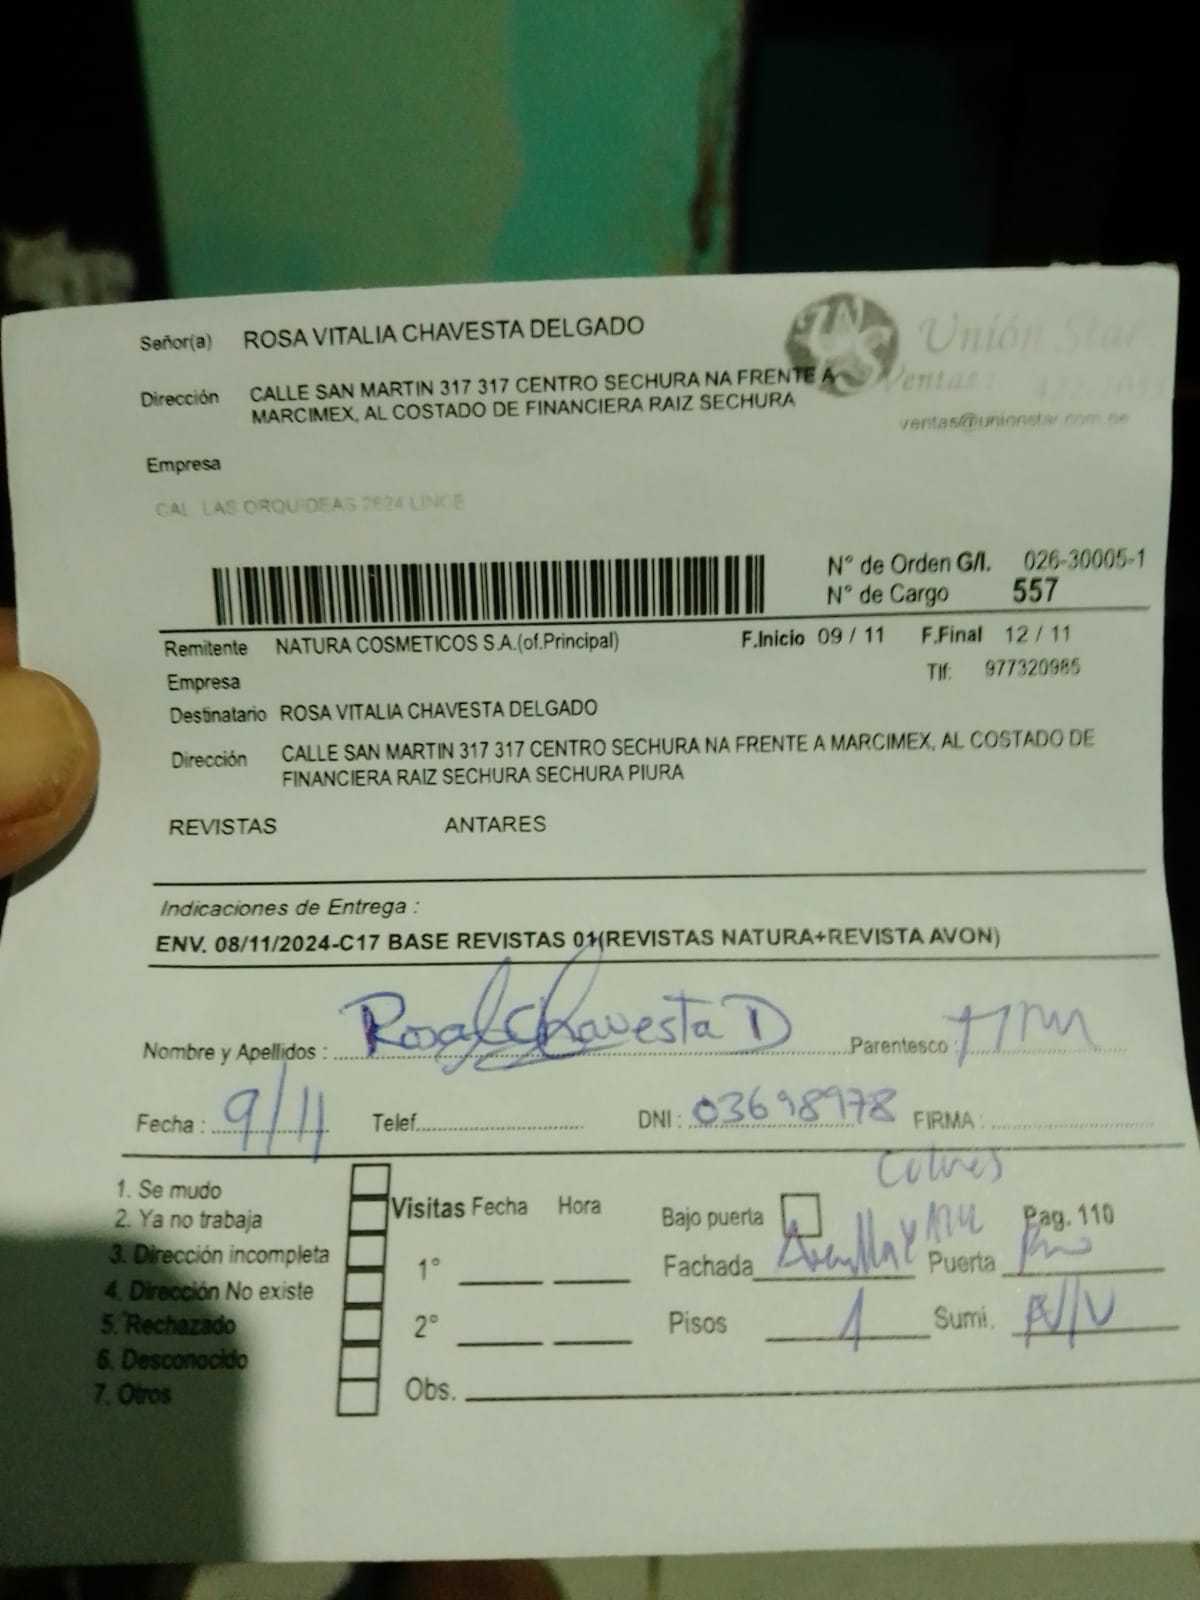 Señor(a) ROSA VITALIA CHAVESTA DELGADO
Unión Star
Ventas:
ventas@unionstar.com.pe
Dirección CALLE SAN MARTIN 317 317 CENTRO SECHURA NA FRENTE A
MARCIMEX, AL COSTADO DE FINANCIERA RAIZ SECHURA
Empresa
CAL. LAS ORQUIDEAS 2624 LINCE
N° de Orden G/I. 026-30005-1
N° de Cargo 557
Remitente NATURA COSMETICOS S.A.(of.Principal) F.Inicio 09 / 11 F.Final 12 / 11
Empresa Tlf: 977320985
Destinatario ROSA VITALIA CHAVESTA DELGADO
Dirección CALLE SAN MARTIN 317 317 CENTRO SECHURA NA FRENTE A MARCIMEX, AL COSTADO DE
FINANCIERA RAIZ SECHURA SECHURA PIURA
REVISTAS ANTARES
Indicaciones de Entrega :
ENV. 08/11/2024-C17 BASE REVISTAS 01(REVISTAS NATURA+REVISTA AVON)
Nombre y Apellidos : Rosa Chavesta D Parentesco :
Fecha : 9/11 Telef. DNI : 03698978 FIRMA :
1. Se mudo
2. Ya no trabaja
3. Dirección incompleta
4. Dirección No existe
5. Rechazado
6. Desconocido
7. Otros
Visitas Fecha Hora
1°
2°
Obs.
Bajo puerta Pag. 110
Fachada Puerta
Pisos 1 Sumi.